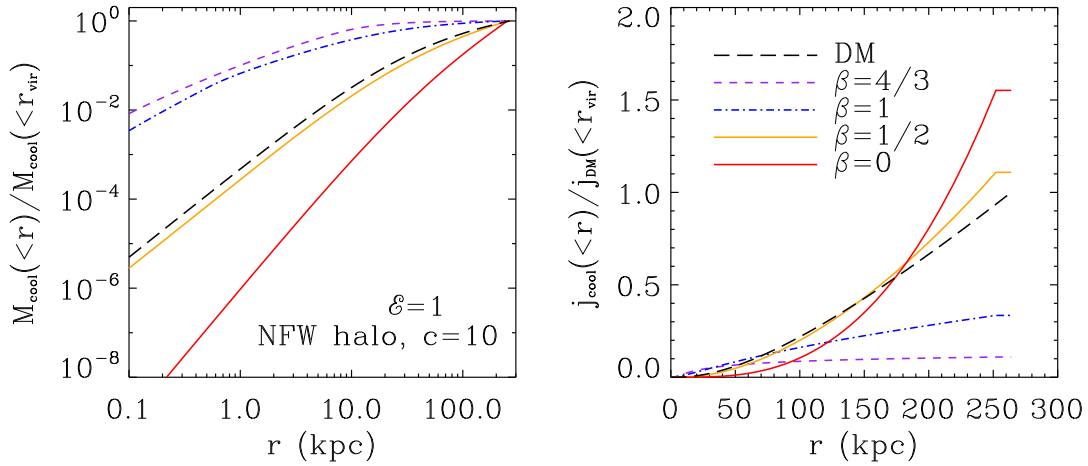 M_cool(<r)/M_cool(<r_vir)
10^0
10^-2
10^-4
10^-6
10^-8
ℰ=1
NFW halo, c=10
0.1 1.0 10.0 100.0
r (kpc)
j_cool(<r)/j_DM(<r_vir)
2.0
1.5
1.0
0.5
0.0
DM
β=4/3
β=1
β=1/2
β=0
0 50 100 150 200 250 300
r (kpc)